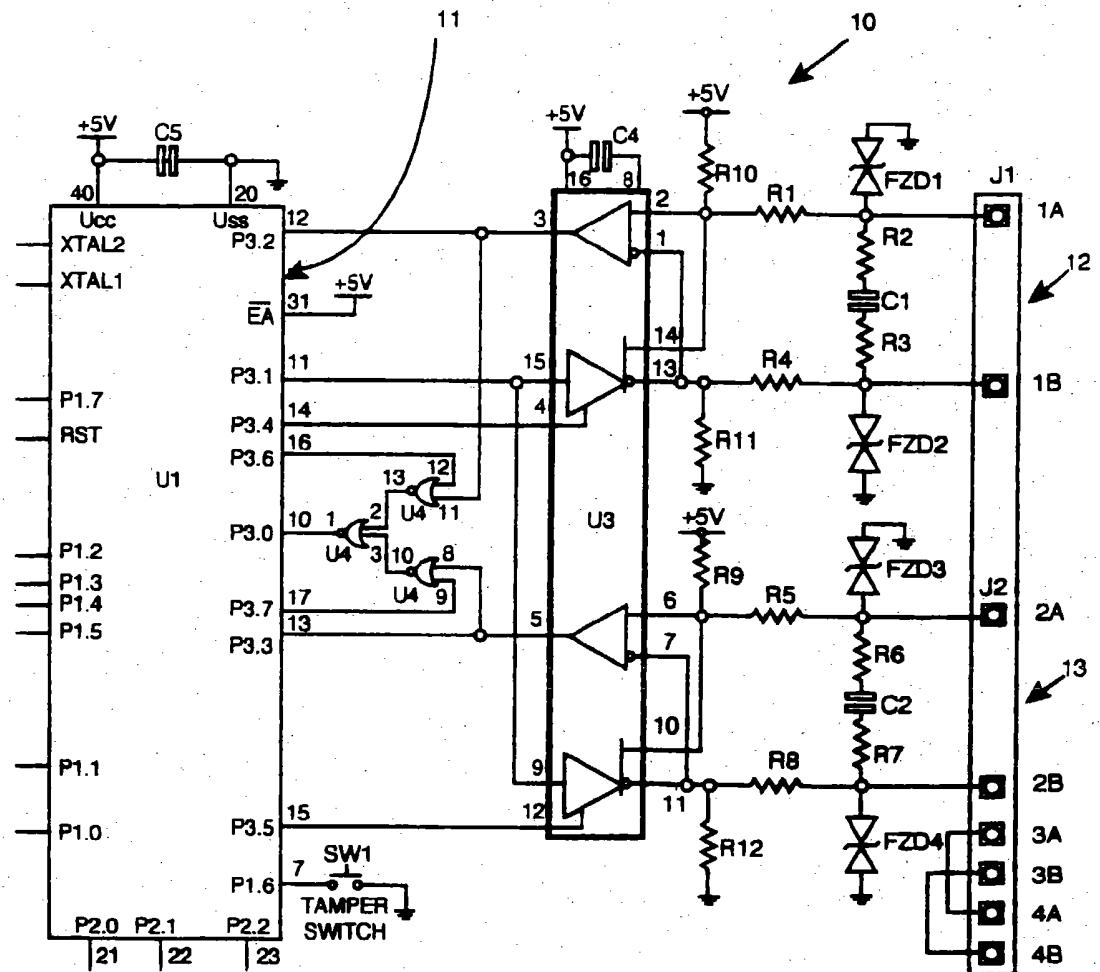 11
10
+5V
C5
+5V
C4
+5V
40
20
16
8
R10
R1
FZD1
J1
Ucc
Uss
12
3
2
1A
P3.2
1
R2
XTAL2
12
XTAL1
+5V
C1
EA
31
R3
14
11
15
13
R4
P3.1
1B
P1.7
4
14
P3.4
RST
16
R11
FZD2
P3.6
12
13
U1
U4
11
U3
+5V
P3.0
10
1
2
P1.2
U4
3
10
8
FZD3
P1.3
R9
J2
P1.4
U4
9
17
P3.7
6
R5
2A
P1.5
13
5
P3.3
7
R6
13
C2
10
R7
P1.1
9
R8
11
2B
12
15
P3.5
P1.0
R12
FZD4
3A
SW1
7
3B
P1.6
TAMPER
SWITCH
4A
P2.0
P2.1
P2.2
21
22
23
4B